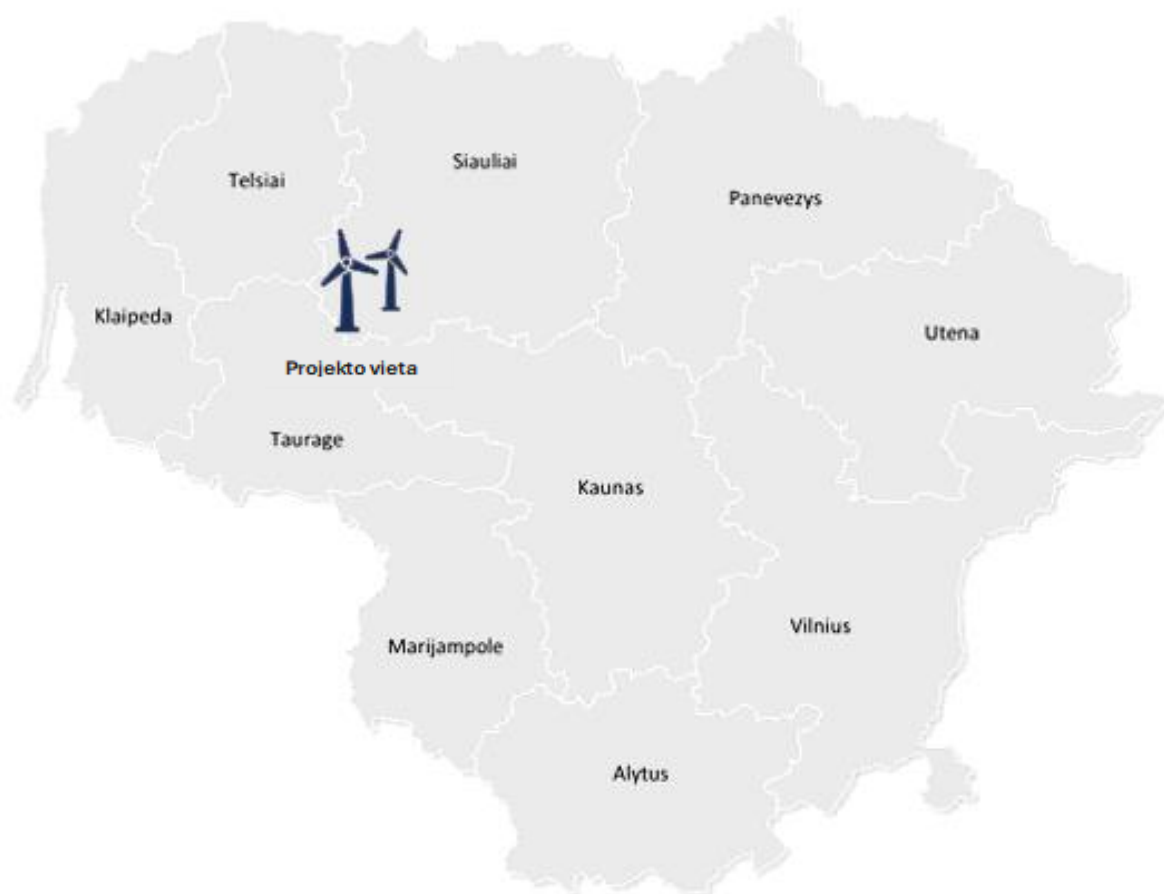 Siauliai
Telsiai
Panevezys
Klaipeda
Utena
Projekto vieta
Taurage
Kaunas
Vilnius
Marijampole
Alytus